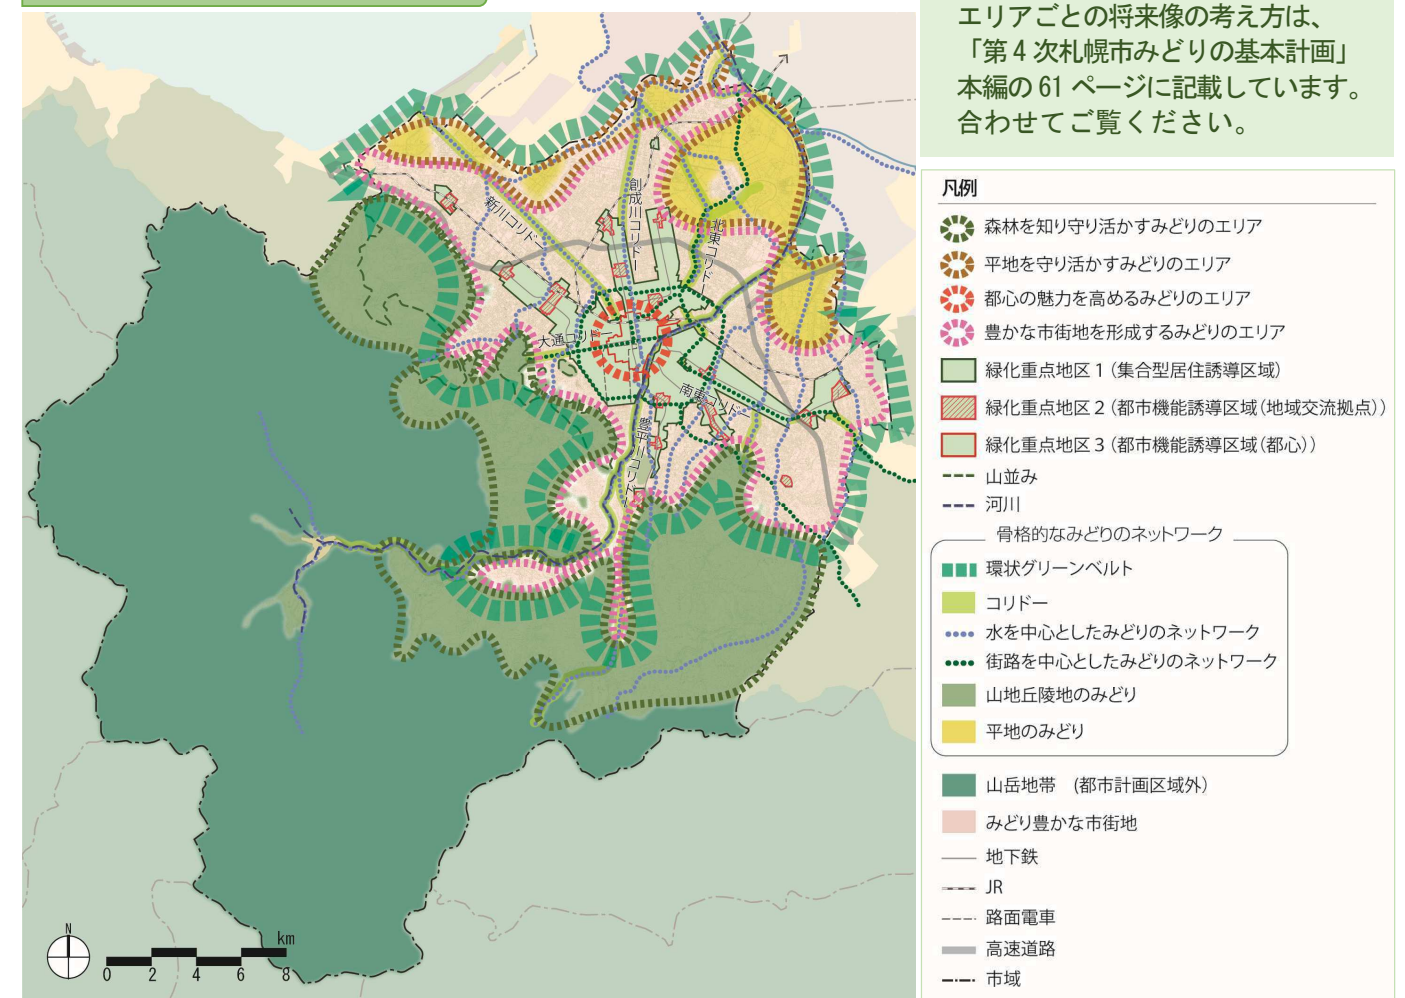 エリアごとの将来像の考え方は、
「第４次札幌市みどりの基本計画」
本編の 61 ページに記載しています。
合わせてご覧ください。
凡例
森林を知り守り活かすみどりのエリア
平地を守り活かすみどりのエリア
都心の魅力を高めるみどりのエリア
豊かな市街地を形成するみどりのエリア
緑化重点地区１（集合型居住誘導区域）
緑化重点地区２（都市機能誘導区域（地域交流拠点））
緑化重点地区３（都市機能誘導区域（都心））
山並み
河川
骨格的なみどりのネットワーク
環状グリーンベルト
コリドー
水を中心としたみどりのネットワーク
街路を中心としたみどりのネットワーク
山地丘陵地のみどり
平地のみどり
山岳地帯　（都市計画区域外）
みどり豊かな市街地
地下鉄
JR
路面電車
高速道路
市域
新川コリドー
創成川コリドー
北東コリドー
大通コリドー
南東コリドー
豊平川コリドー
N
km
0 2 4 6 8